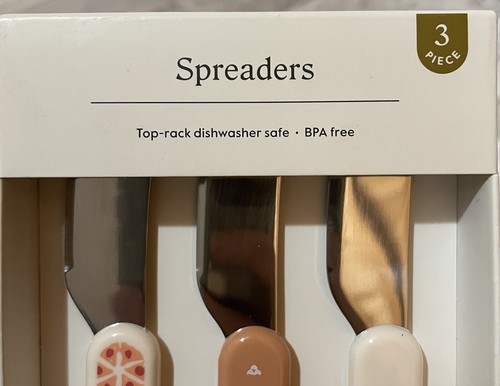 3
PIECE
Spreaders
Top-rack dishwasher safe • BPA free